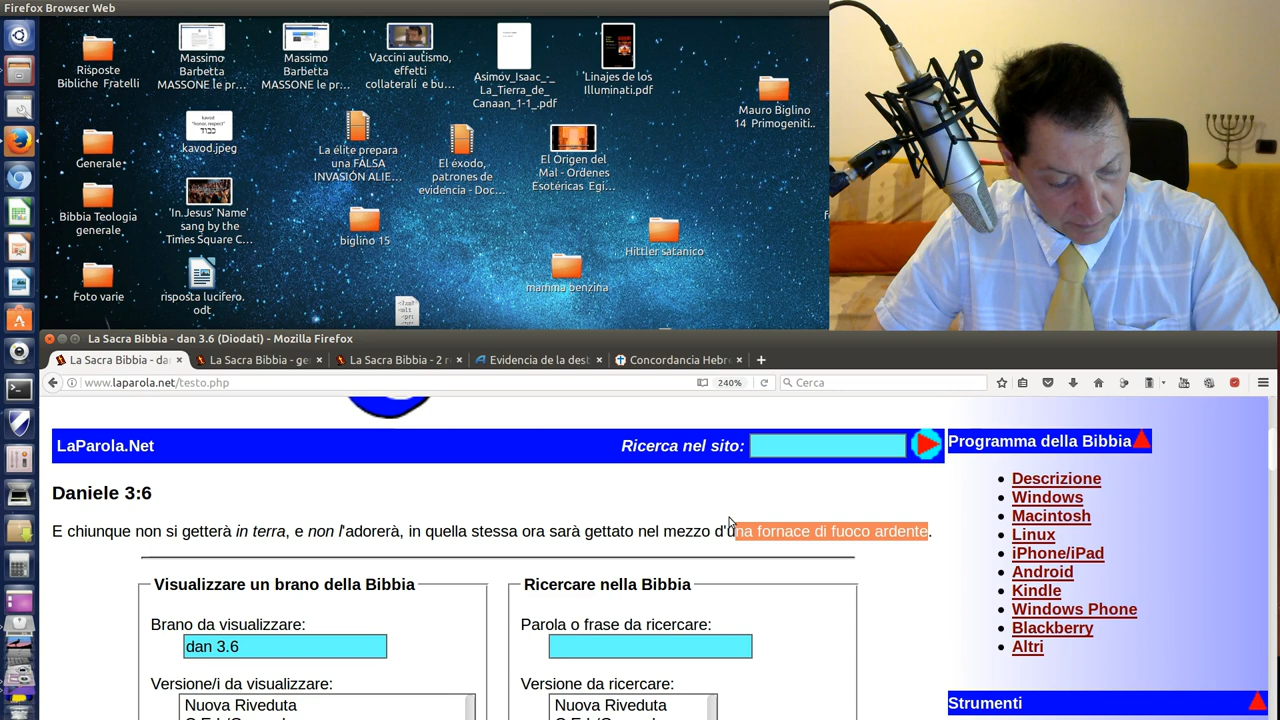 Firefox Browser Web
Risposte
Bibliche Fratelli
Massimo
Barbetta
MASSONE le pr...
Massimo
Barbetta
MASSONE le pr...
Vaccini autismo,
effetti
collaterali e bu...
Asimov_Isaac_-_
La_Tierra_de_
Canaan_1-1_.pdf
'Linajes de los
Illuminati.pdf
Mauro Biglino
14 Primogeniti..
kavod
"honor, respect"
כבוד
kavod.jpeg
Generale
La élite prepara
una FALSA
INVASIÓN ALIE...
El éxodo,
patrones de
evidencia - Doc...
El Origen del
Mal - Ordenes
Esotéricas Egi...
Bibbia Teologia
generale
'In Jesus' Name'
sang by the
Times Square C...
biglino 15
Hittler satanico
Foto varie
risposta lucifero.
odt
mamma benzina
La Sacra Bibbia - dan 3.6 (Diodati) - Mozilla Firefox
La Sacra Bibbia - da
La Sacra Bibbia - ge
La Sacra Bibbia - 2 r
Evidencia de la dest
Concordancia Hebr
www.laparola.net/testo.php
240%
Cerca
LaParola.Net
Ricerca nel sito:
Programma della Bibbia
Daniele 3:6
E chiunque non si getterà in terra, e non l'adorerà, in quella stessa ora sarà gettato nel mezzo d'una fornace di fuoco ardente.
Descrizione
Windows
Macintosh
Linux
iPhone/iPad
Android
Kindle
Windows Phone
Blackberry
Altri
Visualizzare un brano della Bibbia
Ricercare nella Bibbia
Brano da visualizzare:
dan 3.6
Parola o frase da ricercare:
Versione/i da visualizzare:
Nuova Riveduta
Versione da ricercare:
Nuova Riveduta
Strumenti